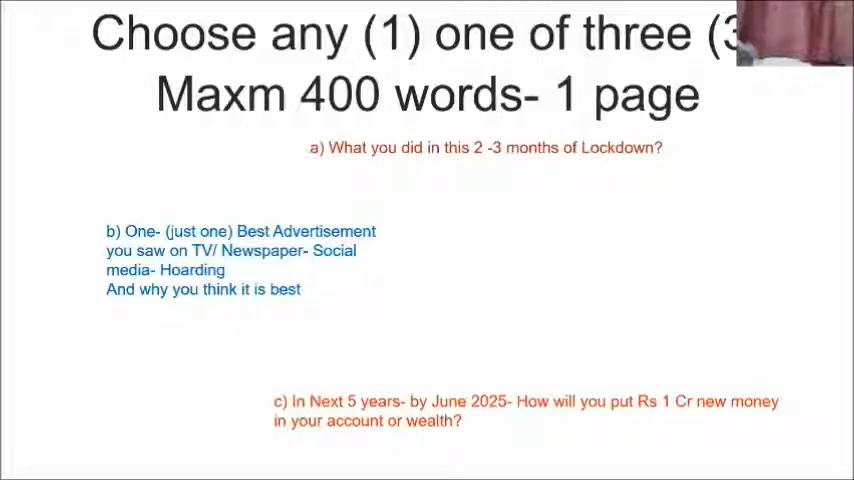 Choose any (1) one of three (3
Maxm 400 words- 1 page
a) What you did in this 2 -3 months of Lockdown?
b) One- (just one) Best Advertisement
you saw on TV/ Newspaper- Social
media- Hoarding
And why you think it is best
c) In Next 5 years- by June 2025- How will you put Rs 1 Cr new money
in your account or wealth?